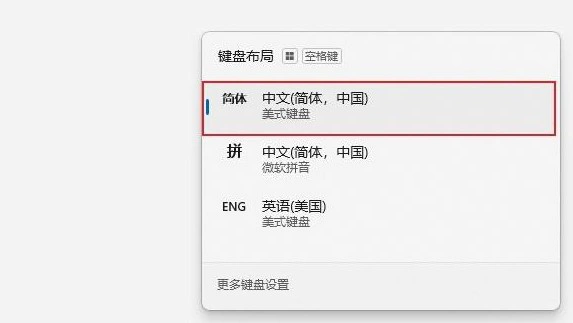 键盘布局 空格键
简体 中文(简体，中国)
美式键盘
拼 中文(简体，中国)
微软拼音
ENG 英语(美国)
美式键盘
更多键盘设置